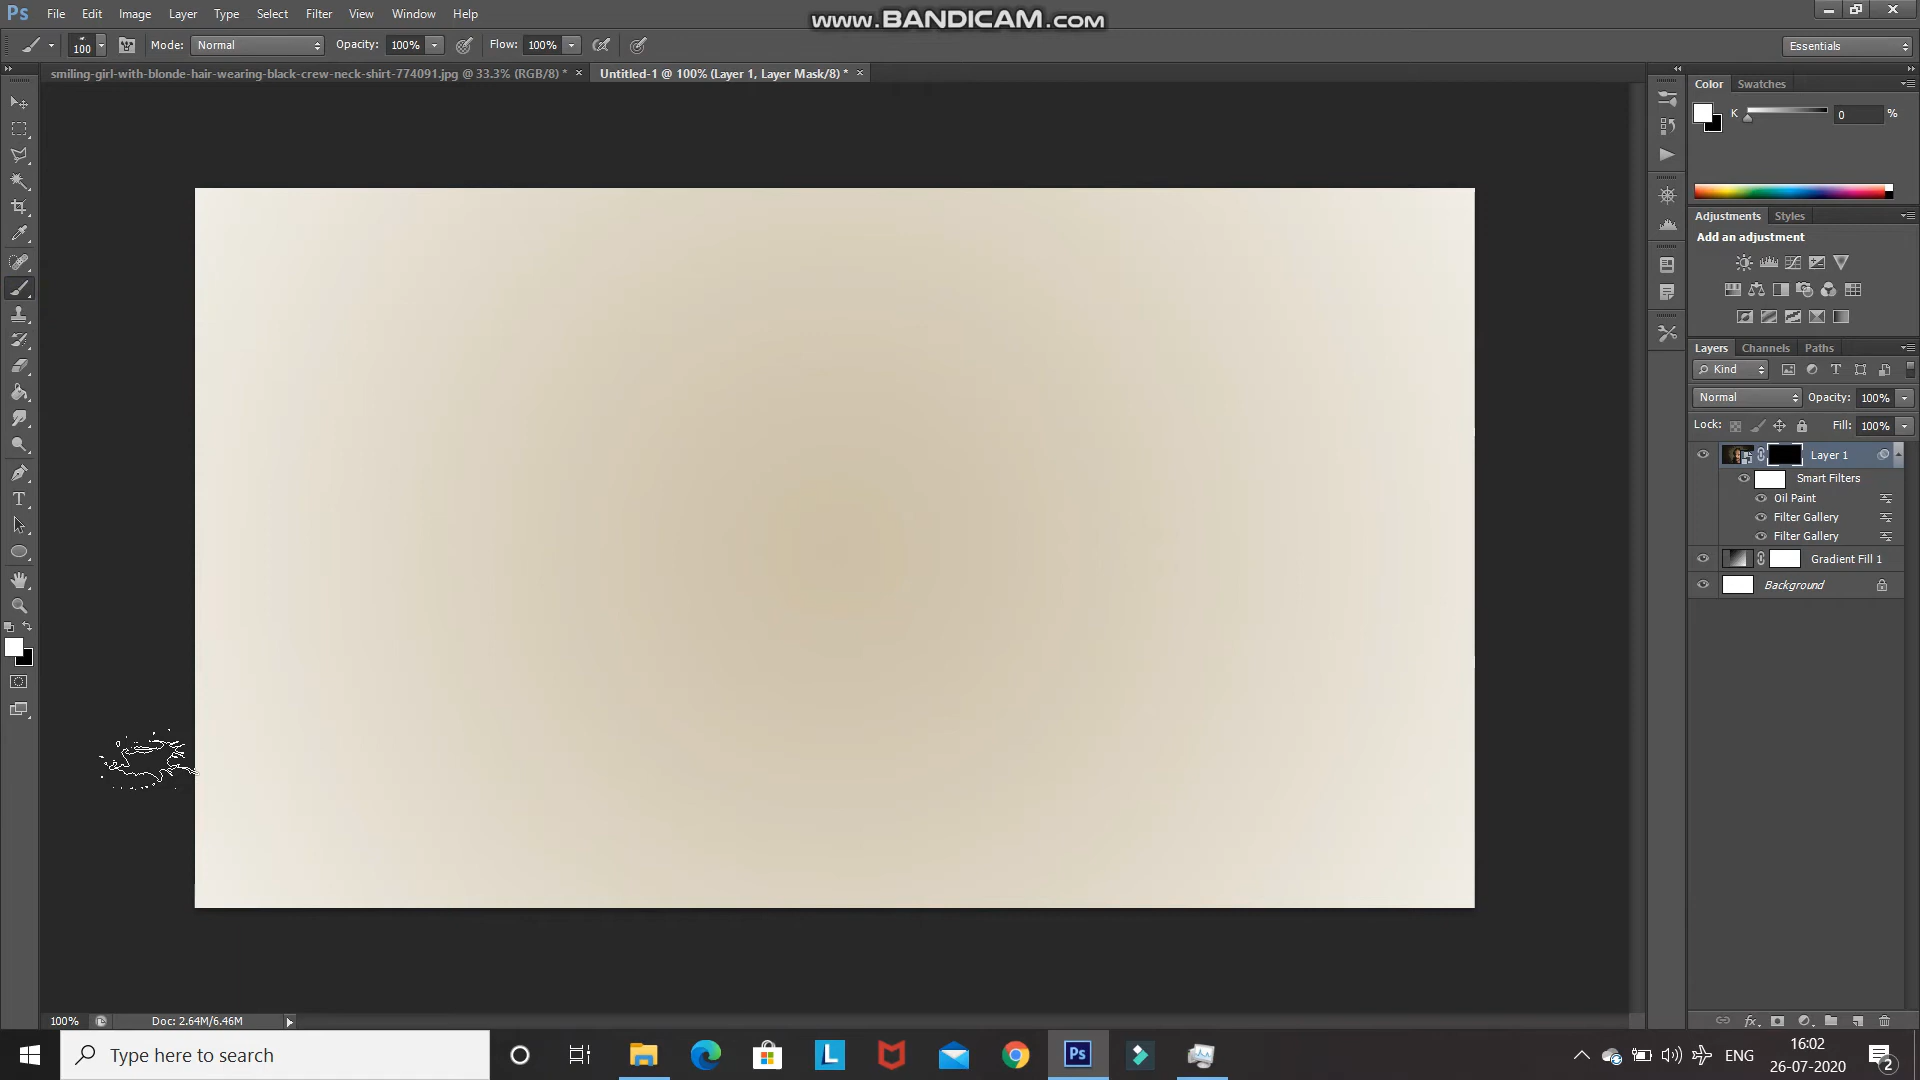 Ps File Edit Image Layer Type Select Filter View Window Help
www.BANDICAM.com
100 Mode: Normal Opacity: 100% Flow: 100% Essentials
smiling-girl-with-blonde-hair-wearing-black-crew-neck-shirt-774091.jpg @ 33.3% (RGB/8) * × Untitled-1 @ 100% (Layer 1, Layer Mask/8) * ×
Color Swatches
K 0 %
Adjustments Styles
Add an adjustment
Layers Channels Paths
Kind T
Normal Opacity: 100%
Lock: Fill: 100%
Layer 1
Smart Filters
Oil Paint
Filter Gallery
Filter Gallery
Gradient Fill 1
Background
T
fx
100% Doc: 2.64M/6.46M
Type here to search
L
Ps
ENG
16:02
26-07-2020
2